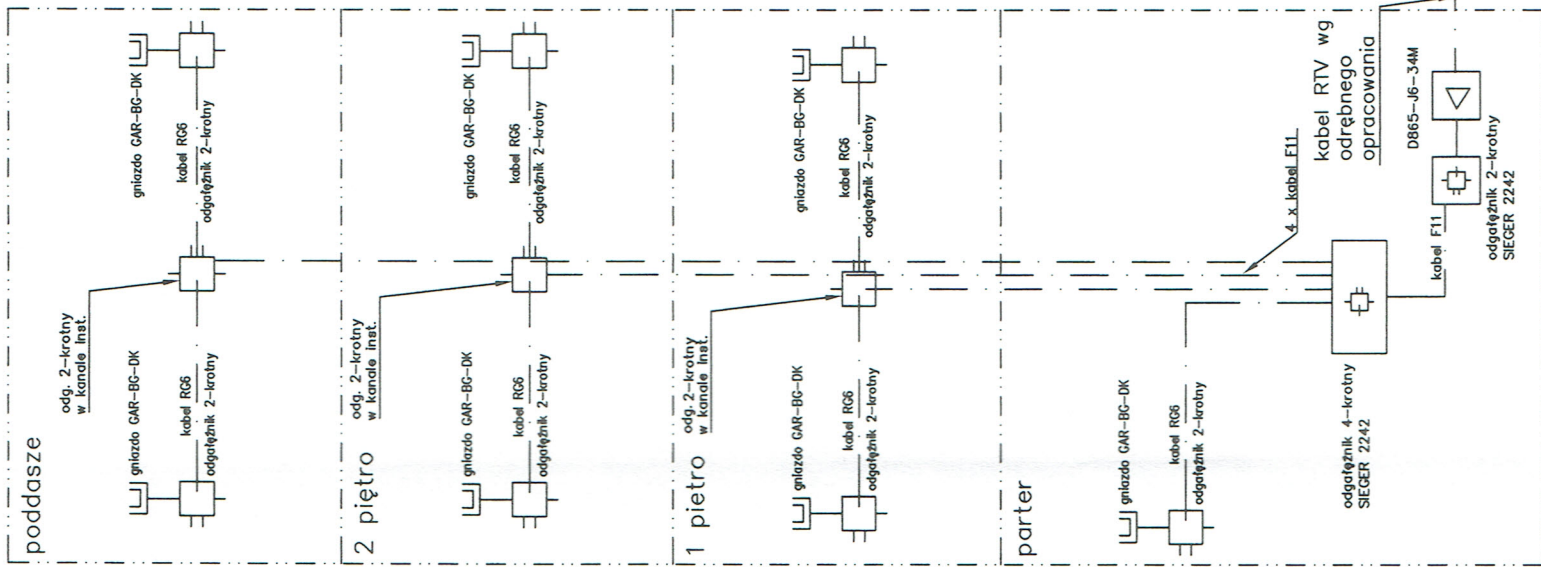 poddasze
odg. 2-krotny
w kanale inst.
gniazdo GAR-BG-DK
kabel RG6
odgałęźnik 2-krotny
gniazdo GAR-BG-DK
kabel RG6
odgałęźnik 2-krotny
2 piętro
odg. 2-krotny
w kanale inst.
gniazdo GAR-BG-DK
kabel RG6
odgałęźnik 2-krotny
gniazdo GAR-BG-DK
kabel RG6
odgałęźnik 2-krotny
1 pietro
odg. 2-krotny
w kanale inst.
gniazdo GAR-BG-DK
kabel RG6
odgałęźnik 2-krotny
gniazdo GAR-BG-DK
kabel RG6
odgałęźnik 2-krotny
parter
gniazdo GAR-BG-DK
kabel RG6
odgałęźnik 2-krotny
odgałęźnik 4-krotny
SIEGER 2242
4 x kabel F11
kabel RTV wg
odrębnego
opracowania
D865-J6-34M
kabel F11
odgałęźnik 2-krotny
SIEGER 2242